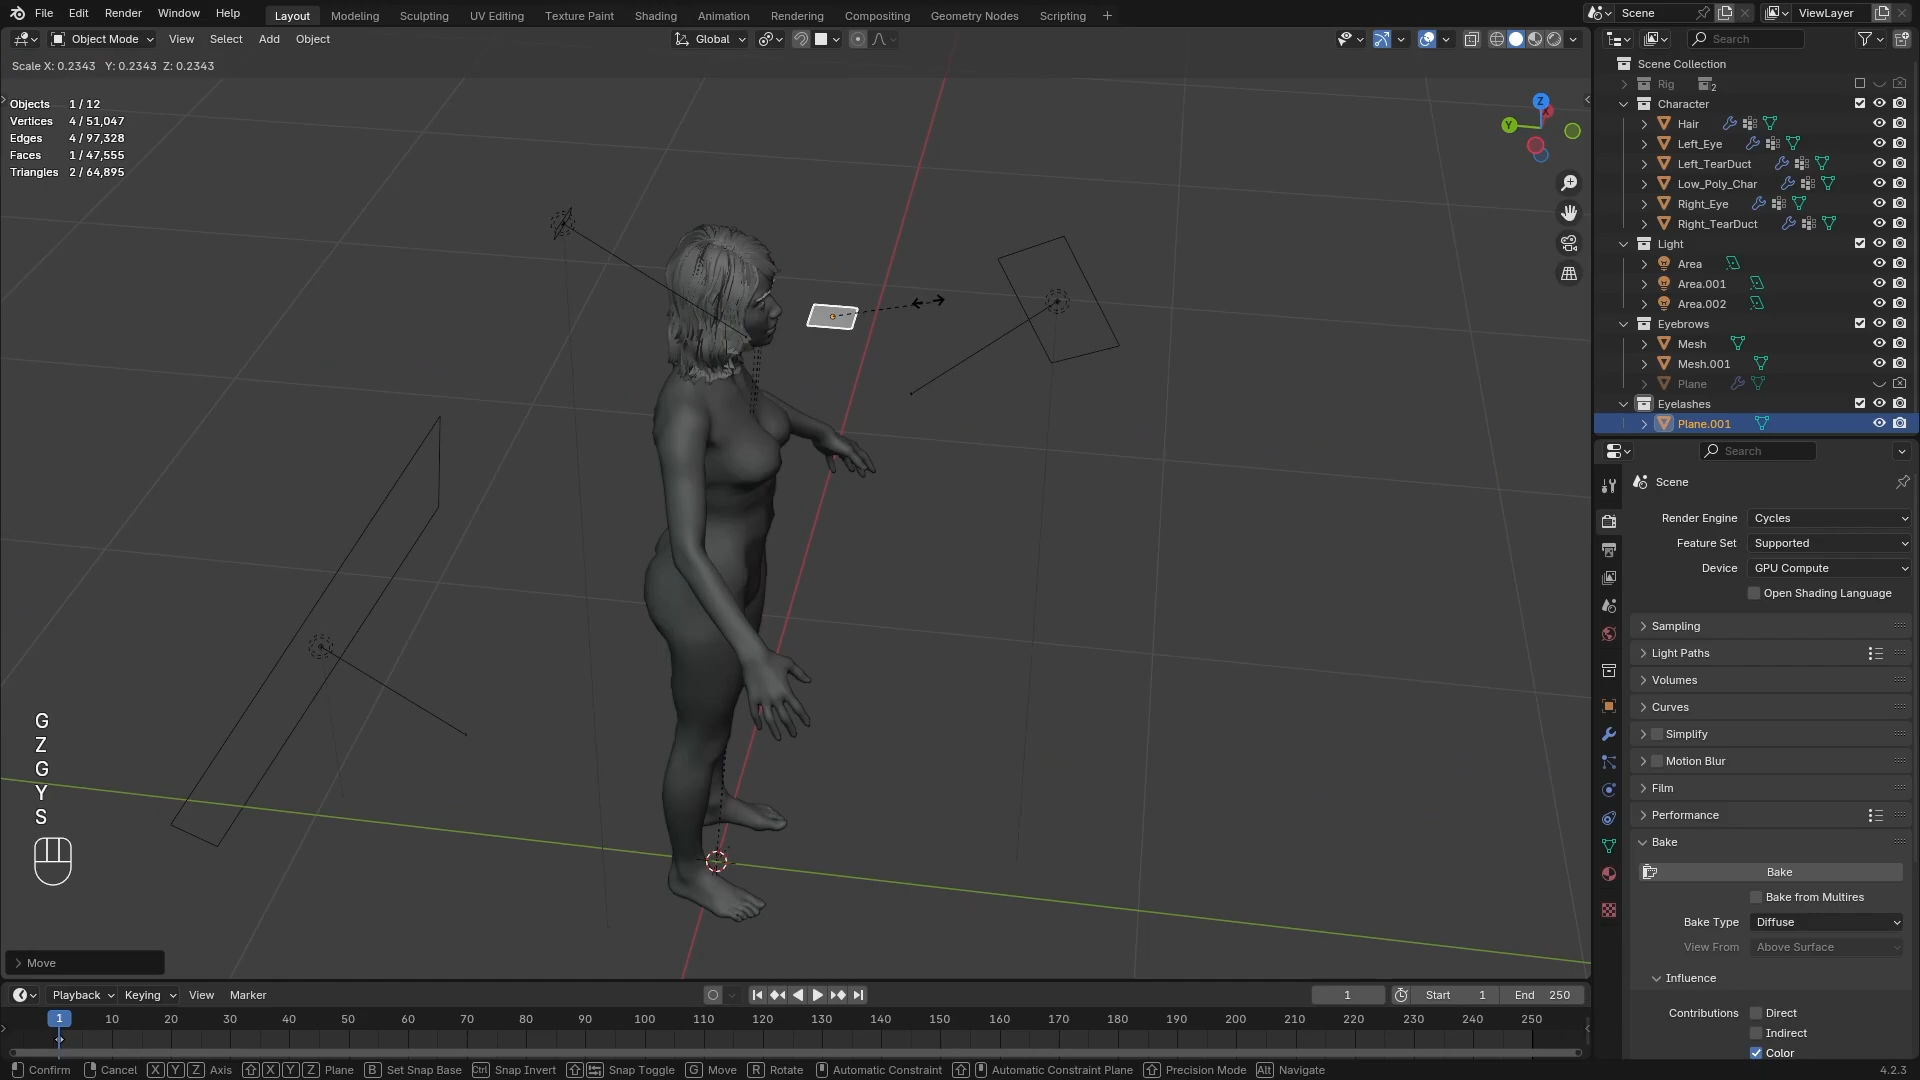 File Edit Render Window Help Layout Modeling Sculpting UV Editing Texture Paint Shading Animation Rendering Compositing Geometry Nodes Scripting + Scene ViewLayer
Object Mode View Select Add Object Global Search
Scale X: 0.2343 Y: 0.2343 Z: 0.2343
Scene Collection
Rig 2
Objects 1 / 12
Vertices 4 / 51,047
Edges 4 / 97,328
Faces 1 / 47,555
Triangles 2 / 64,895
Z
Y
Character
Hair
Left_Eye
Left_TearDuct
Low_Poly_Char
Right_Eye
Right_TearDuct
Light
Area
Area.001
Area.002
Eyebrows
Mesh
Mesh.001
Plane
Eyelashes
Plane.001
Search
Scene
Render Engine Cycles
Feature Set Supported
Device GPU Compute
Open Shading Language
Sampling
Light Paths
Volumes
Curves
Simplify
Motion Blur
Film
Performance
Bake
Bake
Bake from Multires
Bake Type Diffuse
View From Above Surface
Influence
Contributions Direct
Indirect
Color
G
Z
G
Y
S
Move
Playback Keying View Marker 1 Start 1 End 250
1 10 20 30 40 50 60 70 80 90 100 110 120 130 140 150 160 170 180 190 200 210 220 230 240 250
Confirm Cancel X Y Z Axis X Y Z Plane B Set Snap Base Ctrl Snap Invert Snap Toggle G Move R Rotate Automatic Constraint Automatic Constraint Plane Precision Mode Alt Navigate 4.2.3